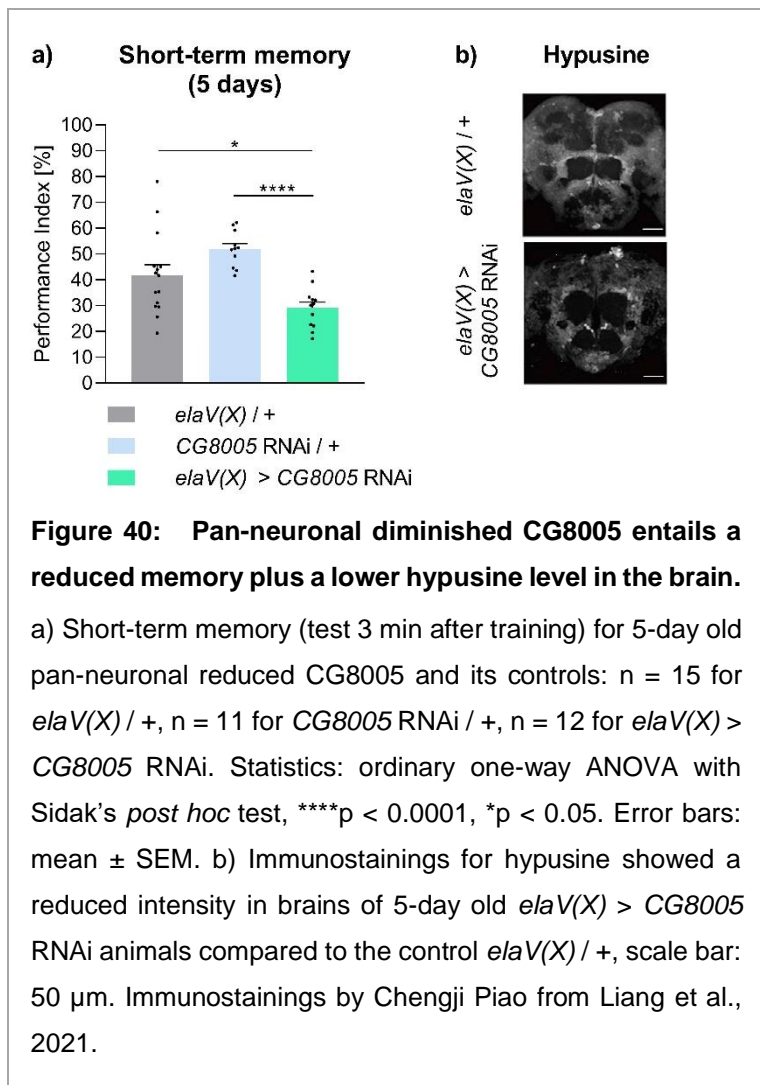 a)
Short-term memory
(5 days)
Performance Index [%]
100
90
80
70
60
50
40
30
20
10
0
*
****
elaV(X) / +
CG8005 RNAi / +
elaV(X) > CG8005 RNAi
b)
Hypusine
elaV(X) / +
elaV(X) >
CG8005 RNAi
Figure 40: Pan-neuronal diminished CG8005 entails a
reduced memory plus a lower hypusine level in the brain.
a) Short-term memory (test 3 min after training) for 5-day old
pan-neuronal reduced CG8005 and its controls: n = 15 for
elaV(X) / +, n = 11 for CG8005 RNAi / +, n = 12 for elaV(X) >
CG8005 RNAi. Statistics: ordinary one-way ANOVA with
Sidak’s post hoc test, ****p < 0.0001, *p < 0.05. Error bars:
mean ± SEM. b) Immunostainings for hypusine showed a
reduced intensity in brains of 5-day old elaV(X) > CG8005
RNAi animals compared to the control elaV(X) / +, scale bar:
50 µm. Immunostainings by Chengji Piao from Liang et al.,
2021.